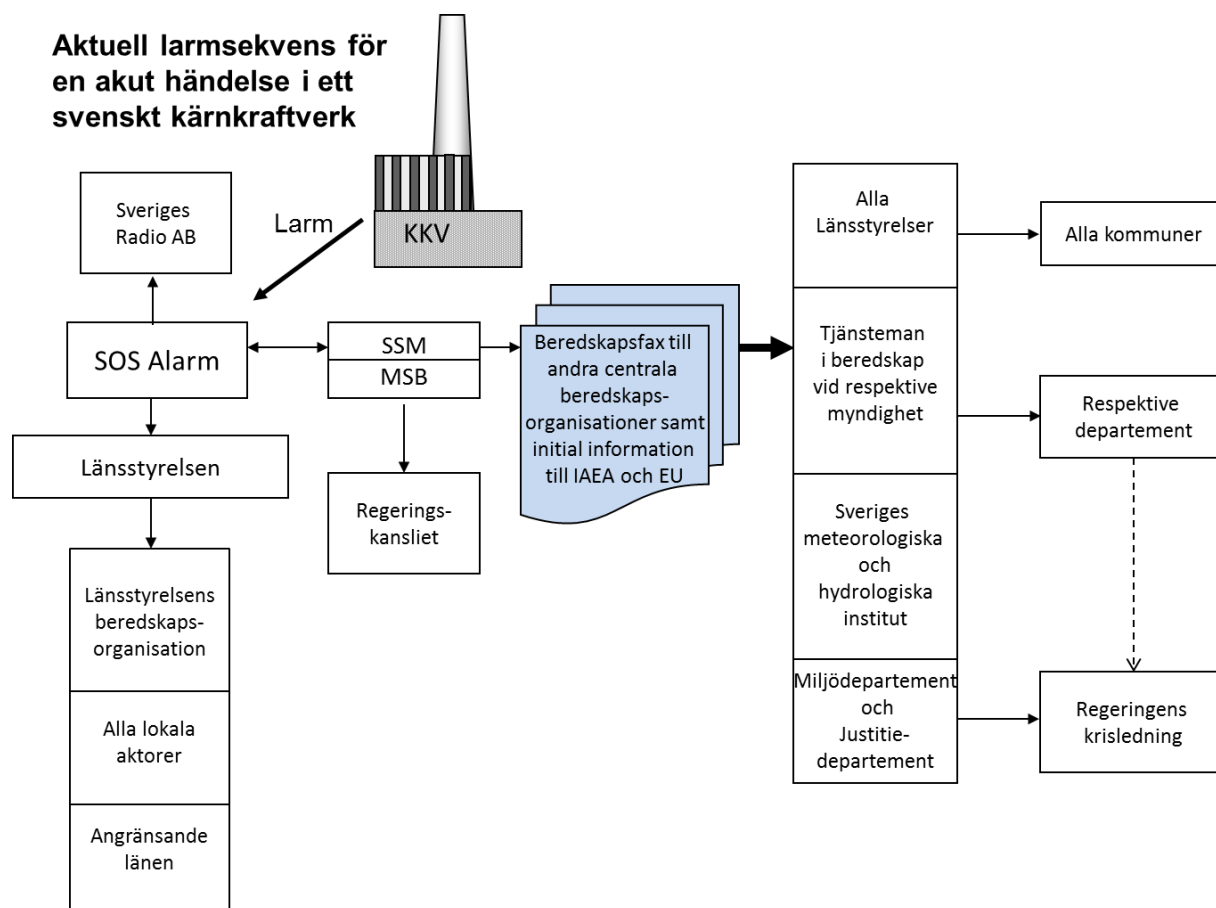 Aktuell larmsekvens för
en akut händelse i ett
svenskt kärnkraftverk
Sveriges
Radio AB
Larm
KKV
SOS Alarm
SSM
MSB
Länsstyrelsen
Regerings-
kansliet
Länsstyrelsens
beredskaps-
organisation
Alla lokala
aktorer
Angränsande
länen
Beredskapsfax till
andra centrala
beredskaps-
organisationer samt
initial information
till IAEA och EU
Alla
Länsstyrelser
Tjänsteman
i beredskap
vid respektive
myndighet
Sveriges
meteorologiska
och
hydrologiska
institut
Miljödepartement
och
Justitie-
departement
Alla kommuner
Respektive
departement
Regeringens
krisledning